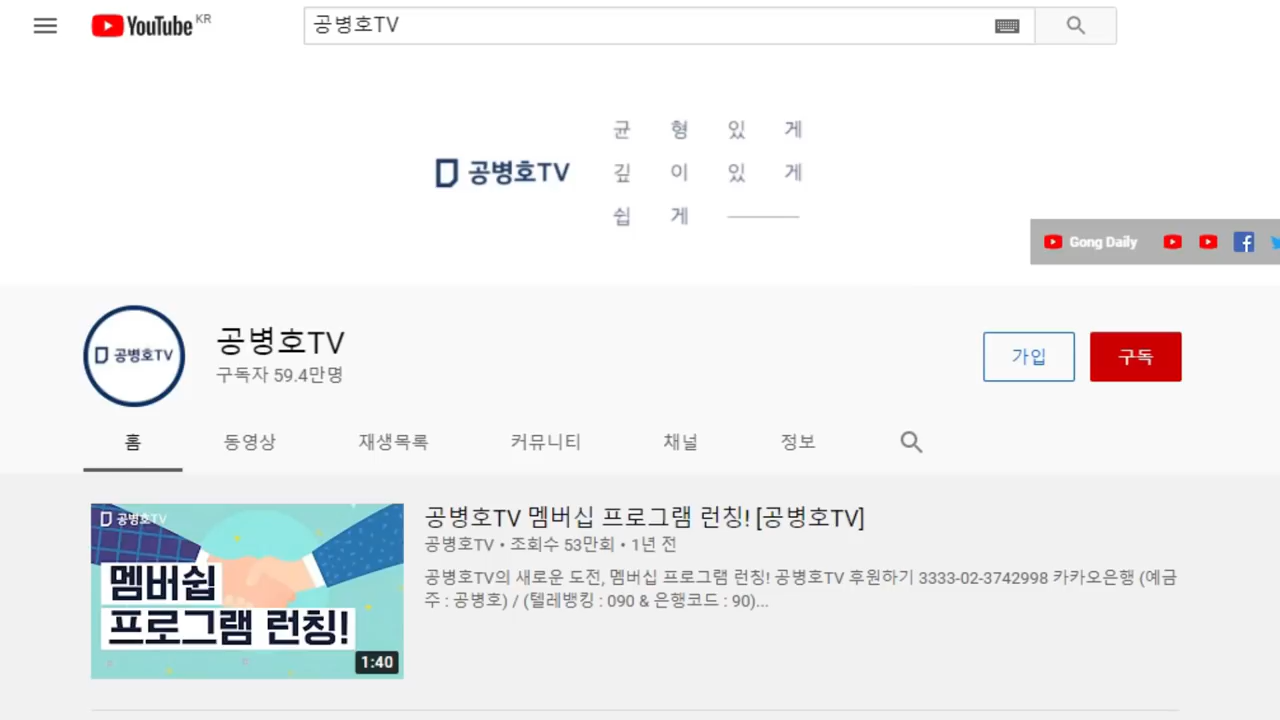 YouTube KR
공병호TV
공병호TV
균형있게
깊이있게
쉽게
Gong Daily
공병호TV
공병호TV
구독자 59.4만명
가입
구독
홈
동영상
재생목록
커뮤니티
채널
정보
공병호TV
멤버쉽
프로그램 런칭!
1:40
공병호TV 멤버십 프로그램 런칭! [공병호TV]
공병호TV • 조회수 53만회 • 1년 전
공병호TV의 새로운 도전, 멤버십 프로그램 런칭! 공병호TV 후원하기 3333-02-3742998 카카오은행 (예금
주 : 공병호) / (텔레뱅킹 : 090 & 은행코드 : 90)...